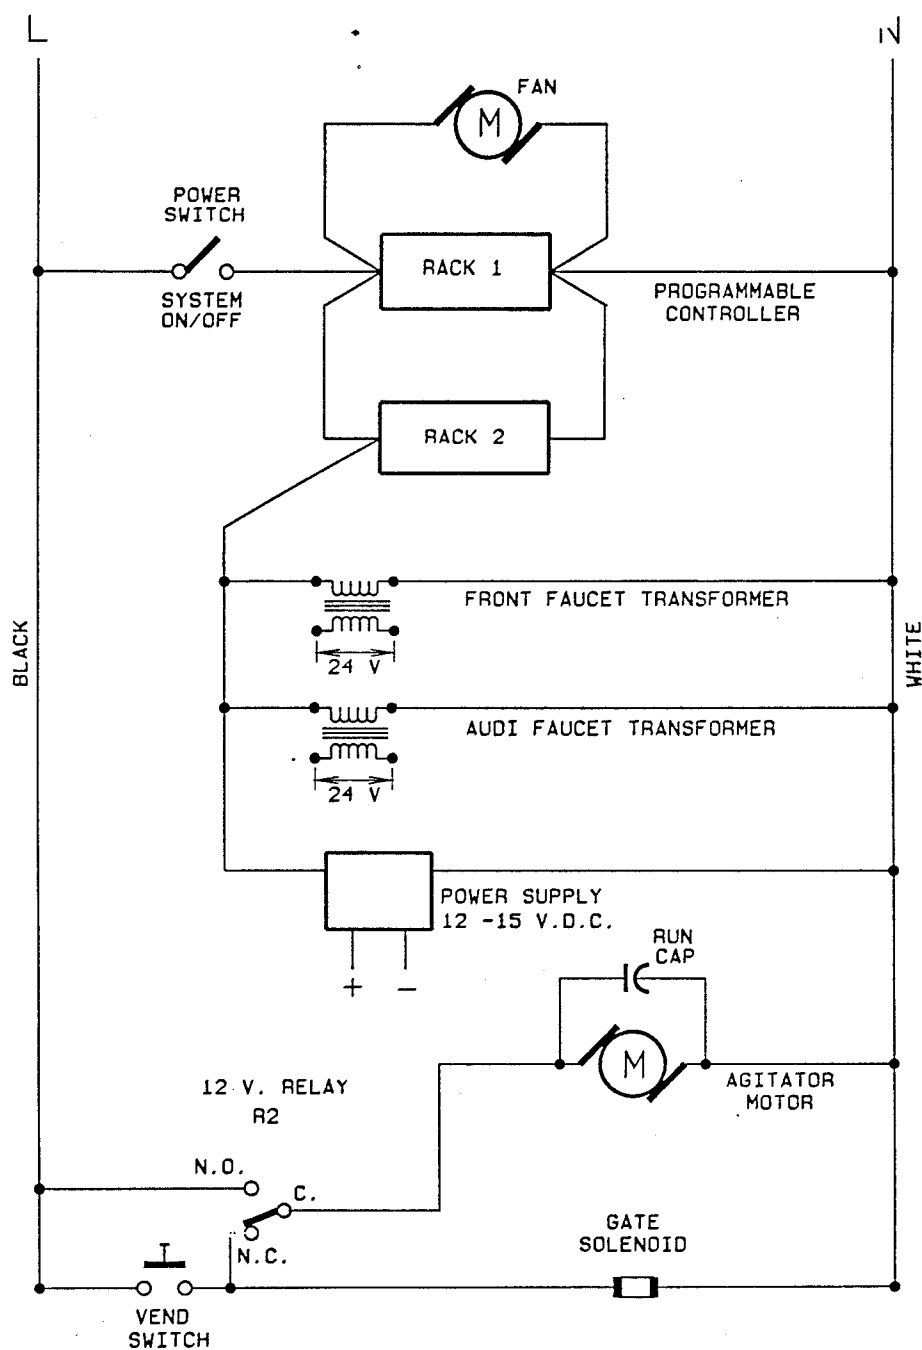 L
N
FAN
M
POWER
SWITCH
RACK 1
SYSTEM
ON/OFF
PROGRAMMABLE
CONTROLLER
RACK 2
FRONT FAUCET TRANSFORMER
24 V
BLACK
WHITE
AUDI FAUCET TRANSFORMER
24 V
POWER SUPPLY
12 -15 V.D.C.
+ -
RUN
CAP
M
AGITATOR
MOTOR
12 V. RELAY
R2
N.O.
C.
N.C.
GATE
SOLENOID
VEND
SWITCH